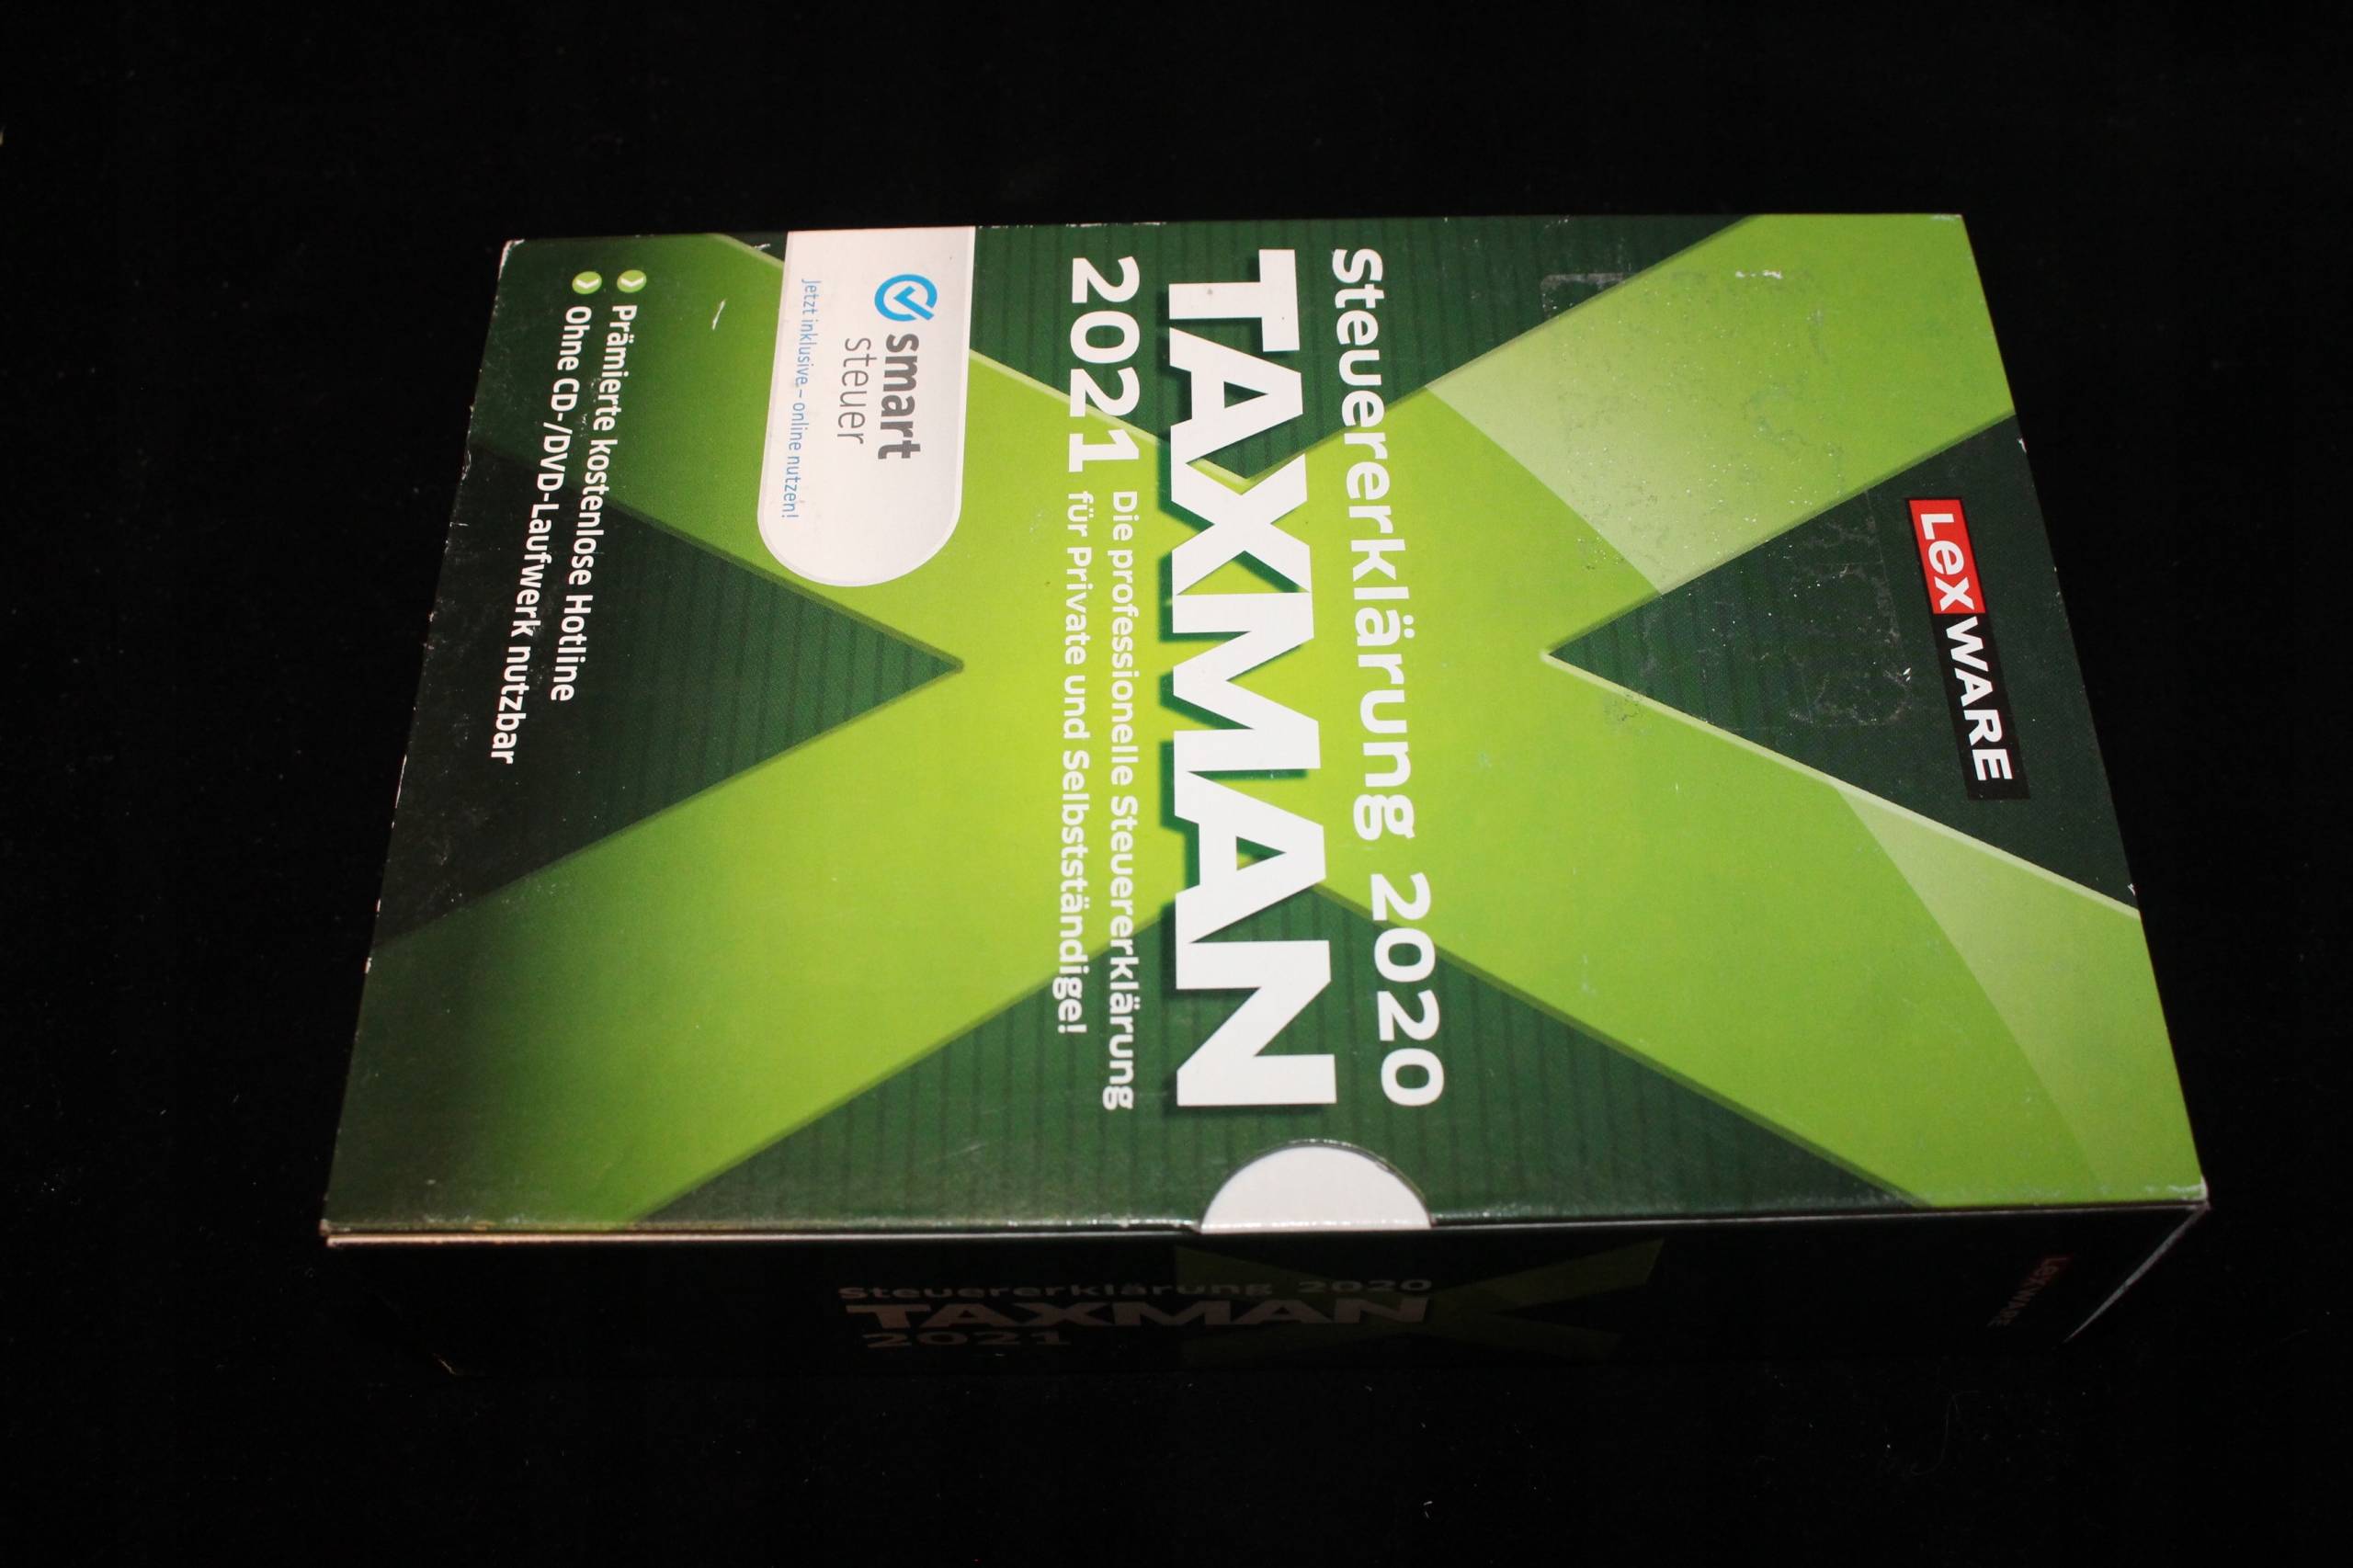 LEXWARE
Steuererklärung 2020
TAXMAN
2021
Die professionelle Steuererklärung
für Private und Selbstständige!
smart
steuer
Jetzt inklusive – online nutzen!
Prämierte kostenlose Hotline
Ohne CD-/DVD-Laufwerk nutzbar
Steuererklärung 2020
TAXMAN
2021
LEXWARE